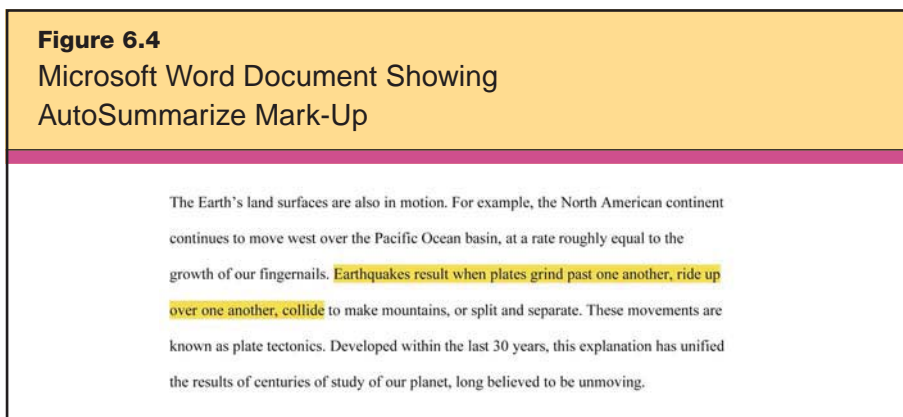 Figure 6.4
Microsoft Word Document Showing
AutoSummarize Mark-Up
The Earth's land surfaces are also in motion. For example, the North American continent
continues to move west over the Pacific Ocean basin, at a rate roughly equal to the
growth of our fingernails. Earthquakes result when plates grind past one another, ride up
over one another, collide to make mountains, or split and separate. These movements are
known as plate tectonics. Developed within the last 30 years, this explanation has unified
the results of centuries of study of our planet, long believed to be unmoving.